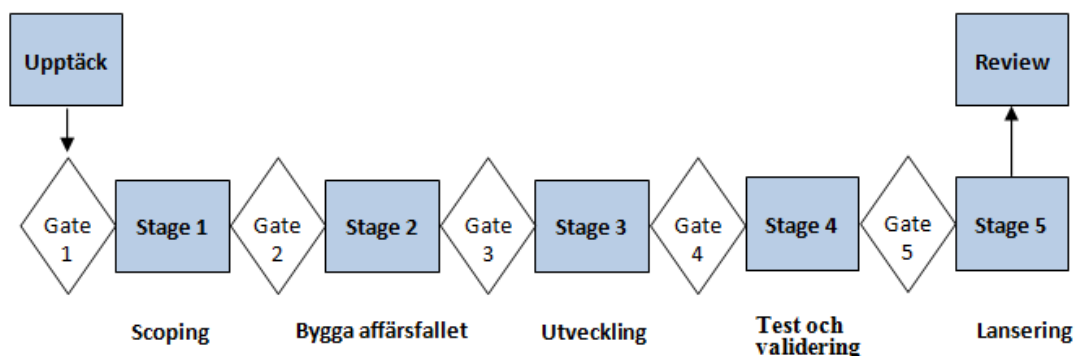 Upptäck
Review
Gate
1
Stage 1
Gate
2
Stage 2
Gate
3
Stage 3
Gate
4
Stage 4
Gate
5
Stage 5
Scoping
Bygga affärsfallet
Utveckling
Test och
validering
Lansering